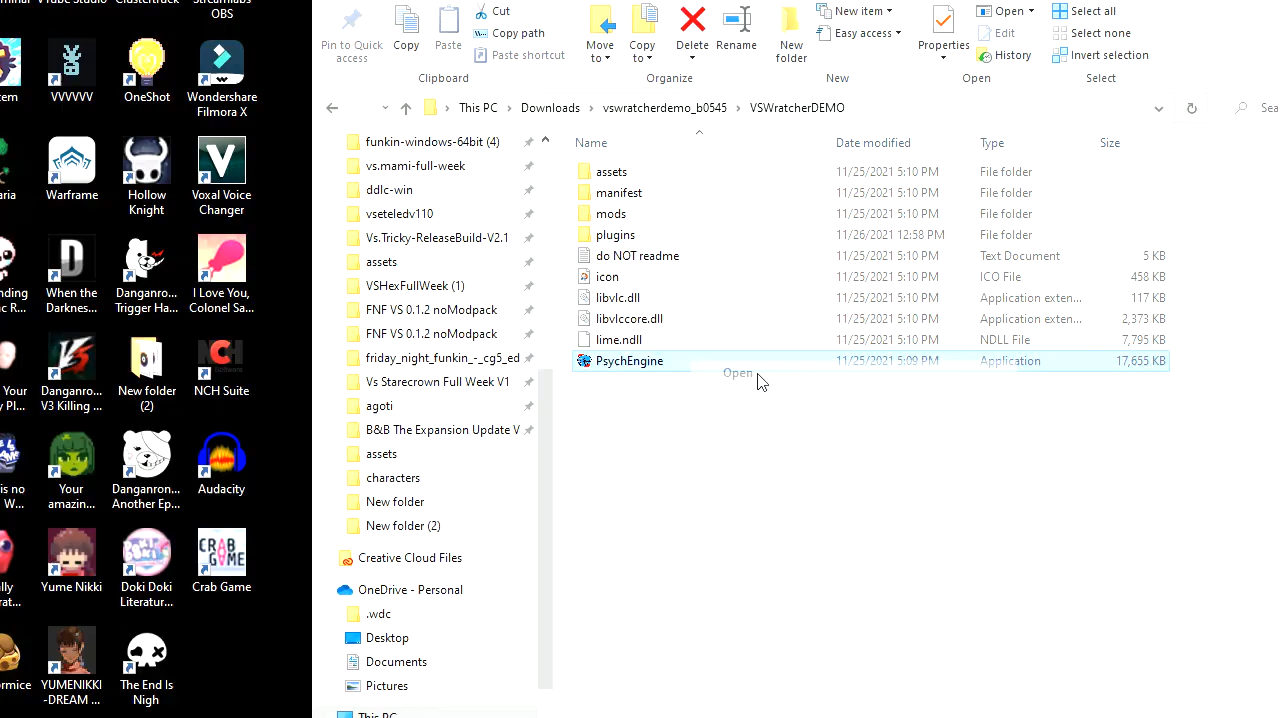 Clustertruck
Streamlabs
OBS
VVVVVV
OneShot
Wondershare
Filmora X
Warframe
Hollow
Knight
Voxal Voice
Changer
When the
Darknes...
Danganro...
Trigger Ha...
I Love You,
Colonel Sa...
Danganro...
V3 Killing ...
New folder
(2)
NCH Suite
Your
amazin...
Danganron...
Another Ep...
Audacity
Yume Nikki
Doki Doki
Literatur...
Crab Game
YUMENIKKI
-DREAM ...
The End Is
Nigh
Pin to Quick
access
Copy
Paste
Cut
Copy path
Paste shortcut
Clipboard
Move
to
Copy
to
Delete
Rename
Organize
New
folder
New item
Easy access
New
Properties
Open
Edit
History
Open
Select all
Select none
Invert selection
Select
This PC
Downloads
vswratcherdemo_b0545
VSWratcherDEMO
Sea
funkin-windows-64bit (4)
vs.mami-full-week
ddlc-win
vseteledv110
Vs.Tricky-ReleaseBuild-V2.1
assets
VSHexFullWeek (1)
FNF VS 0.1.2 noModpack
FNF VS 0.1.2 noModpack
friday_night_funkin_-_cg5_ed
Vs Starecrown Full Week V1
agoti
B&B The Expansion Update V
assets
characters
New folder
New folder (2)
Creative Cloud Files
OneDrive - Personal
.wdc
Desktop
Documents
Pictures
This PC
Name Date modified Type Size
assets 11/25/2021 5:10 PM File folder
manifest 11/25/2021 5:10 PM File folder
mods 11/25/2021 5:10 PM File folder
plugins 11/26/2021 12:58 PM File folder
do NOT readme 11/25/2021 5:10 PM Text Document 5 KB
icon 11/25/2021 5:10 PM ICO File 458 KB
libvlc.dll 11/25/2021 5:10 PM Application exten... 117 KB
libvlccore.dll 11/25/2021 5:10 PM Application exten... 2,373 KB
lime.ndll 11/25/2021 5:10 PM NDLL File 7,795 KB
PsychEngine 11/25/2021 5:09 PM Application 17,655 KB
Open